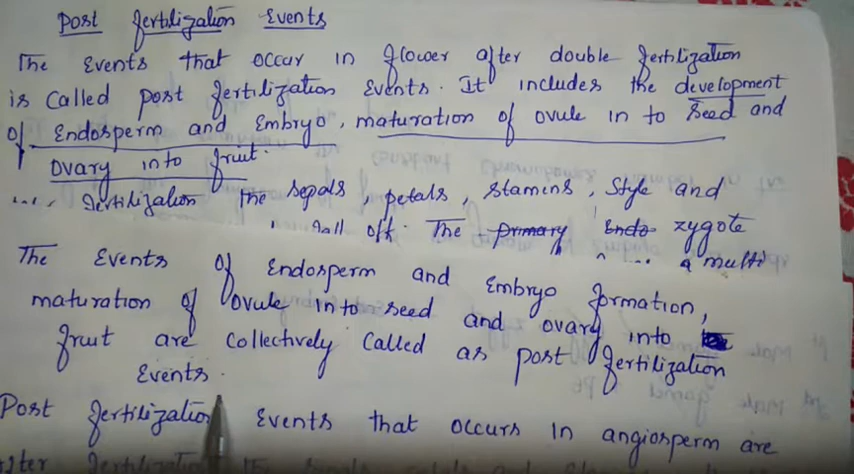 Post fertilization Events
The Events that occur in flower after double fertilization
is called post fertilization Events. It includes the development
of Endosperm and Embryo, maturation of ovule in to seed and
ovary into fruit.
fertilization the sepals, petals, stamens, style and
fall off. The primary Endo zygote
a multi
The Events of Endosperm and Embryo formation,
maturation of ovule into seed and ovary into
fruit are collectively called as post fertilization
Events.
Post fertilization Events that occurs in angiosperm are